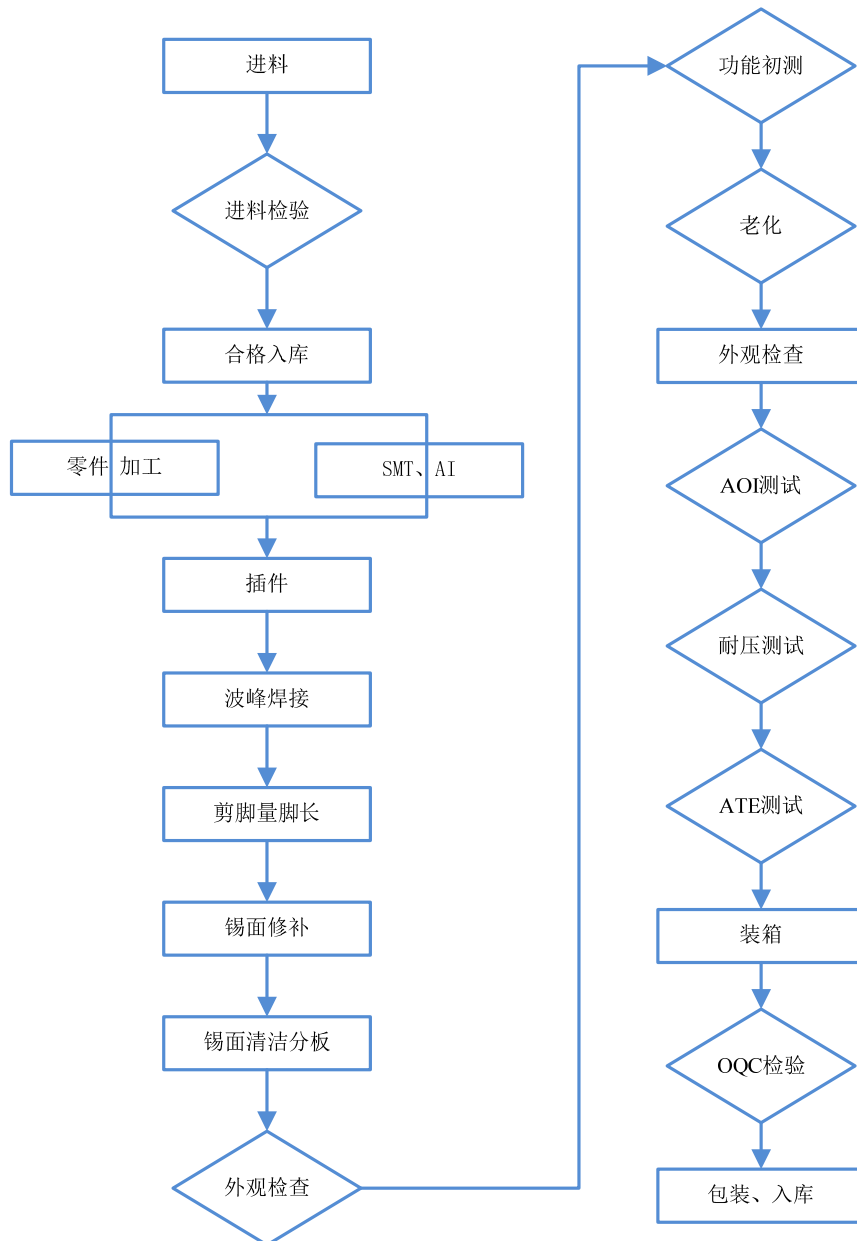 进料
进料检验
合格入库
零件 加工
SMT、AI
插件
波峰焊接
剪脚量脚长
锡面修补
锡面清洁分板
外观检查
功能初测
老化
外观检查
AOI测试
耐压测试
ATE测试
装箱
OQC检验
包装、入库